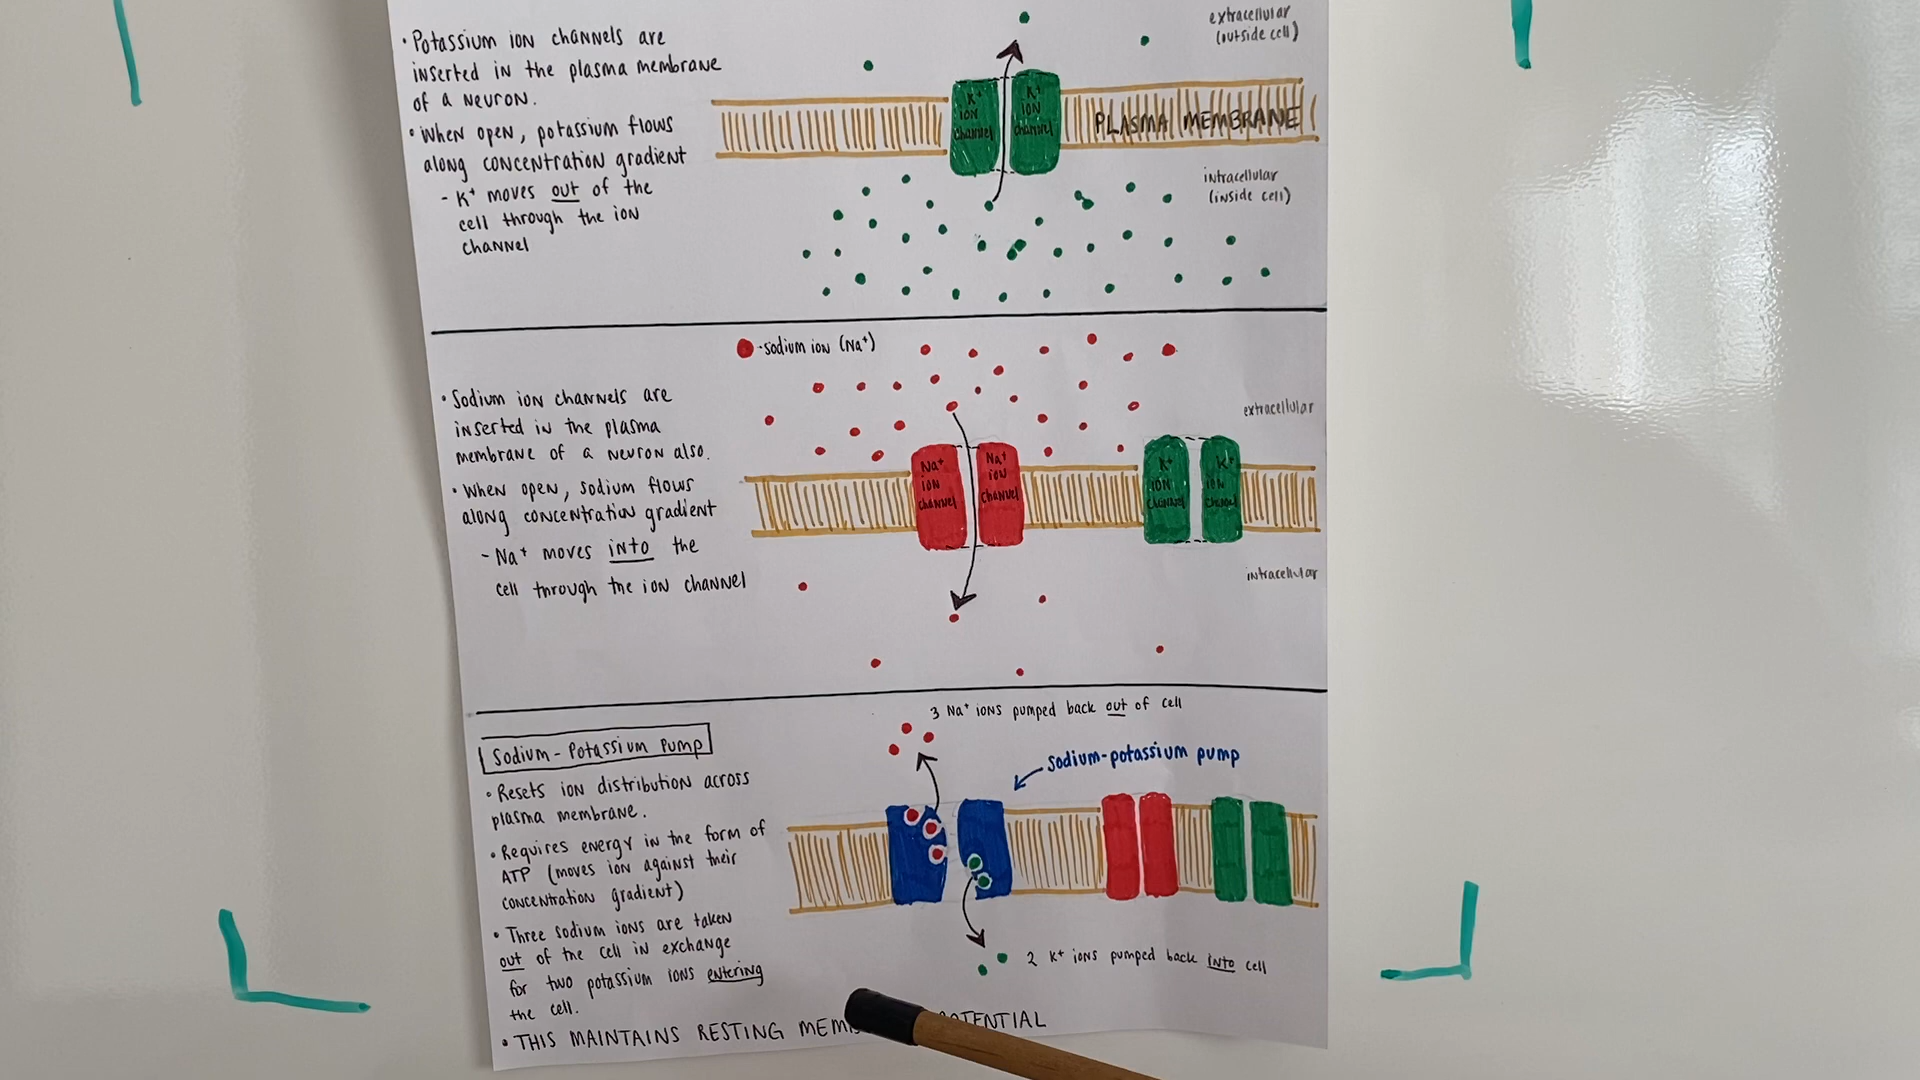 • Potassium ion channels are
inserted in the plasma membrane
of a neuron.
• When open, potassium flows
along concentration gradient
- K⁺ moves out of the
cell through the ion
channel
extracellular
(outside cell)
K⁺
ion
channel
K⁺
ion
channel
PLASMA MEMBRANE
intracellular
(inside cell)
-sodium ion (Na⁺)
• Sodium ion channels are
inserted in the plasma
membrane of a neuron also.
• When open, sodium flows
along concentration gradient
- Na⁺ moves into the
cell through the ion channel
extracellular
Na⁺
ion
channel
Na⁺
ion
channel
K⁺
ion
channel
K⁺
ion
channel
intracellular
3 Na⁺ ions pumped back out of cell
Sodium-Potassium Pump
sodium-potassium pump
• Resets ion distribution across
plasma membrane.
• Requires energy in the form of
ATP (moves ion against their
concentration gradient)
• Three sodium ions are taken
out of the cell in exchange
for two potassium ions entering
the cell.
2 K⁺ ions pumped back into cell
• THIS MAINTAINS RESTING